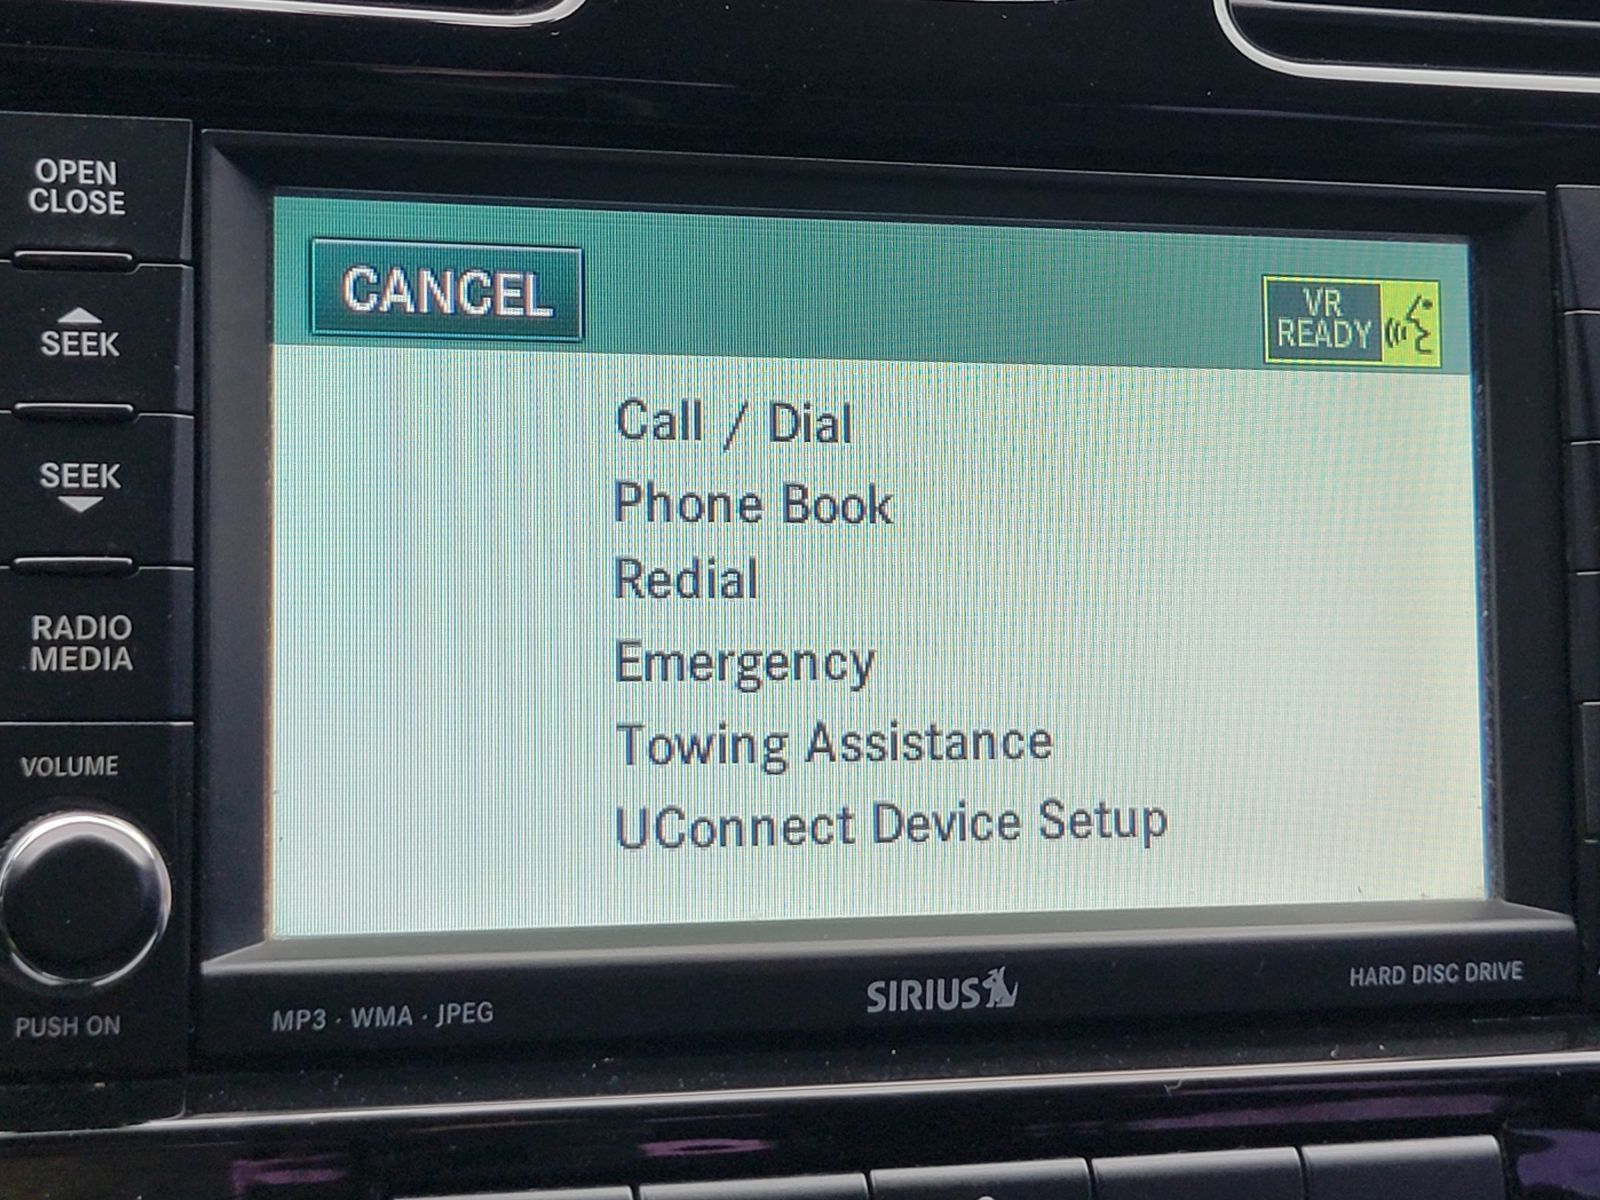 OPEN
CLOSE
SEEK
SEEK
RADIO
MEDIA
VOLUME
PUSH ON
CANCEL
VR
READY
Call / Dial
Phone Book
Redial
Emergency
Towing Assistance
UConnect Device Setup
MP3 · WMA · JPEG
SIRIUS
HARD DISC DRIVE